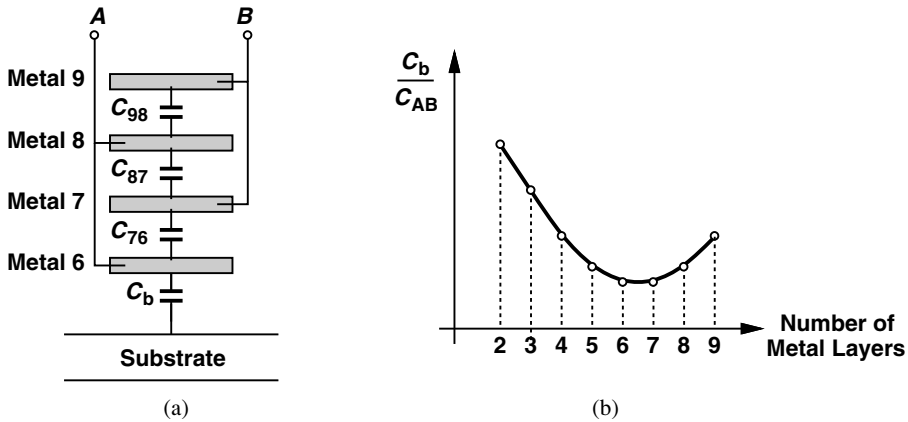 A B
Metal 9
C98
Metal 8
C87
Metal 7
C76
Metal 6
Cb
Substrate
(a)
Cb
CAB
2 3 4 5 6 7 8 9
Number of
Metal Layers
(b)